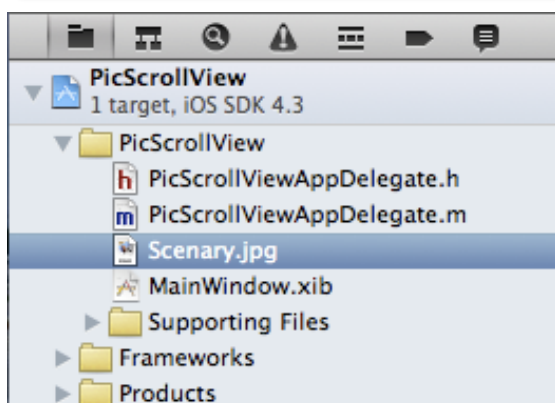 PicScrollView
1 target, iOS SDK 4.3
PicScrollView
PicScrollViewAppDelegate.h
PicScrollViewAppDelegate.m
Scenary.jpg
MainWindow.xib
Supporting Files
Frameworks
Products